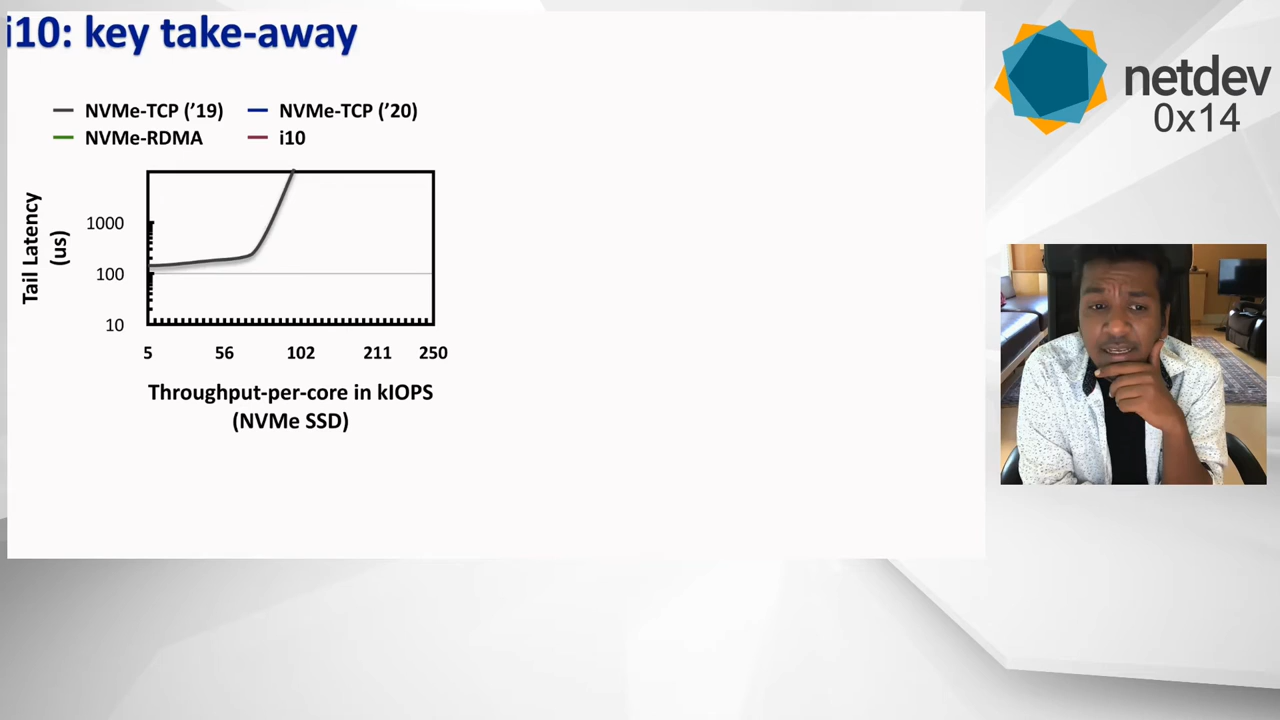 i10: key take-away
NVMe-TCP (’19)
NVMe-TCP (’20)
NVMe-RDMA
i10
Tail Latency
(us)
1000
100
10
5
56
102
211
250
Throughput-per-core in kIOPS
(NVMe SSD)
netdev
0x14